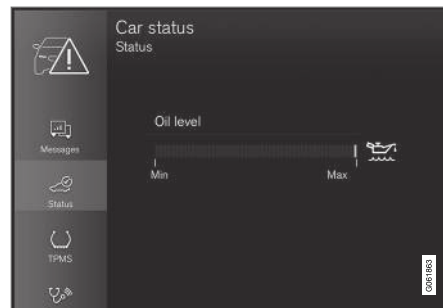 Car status
Status
Messages
Status
TPMS
Oil level
Min
Max
G061863